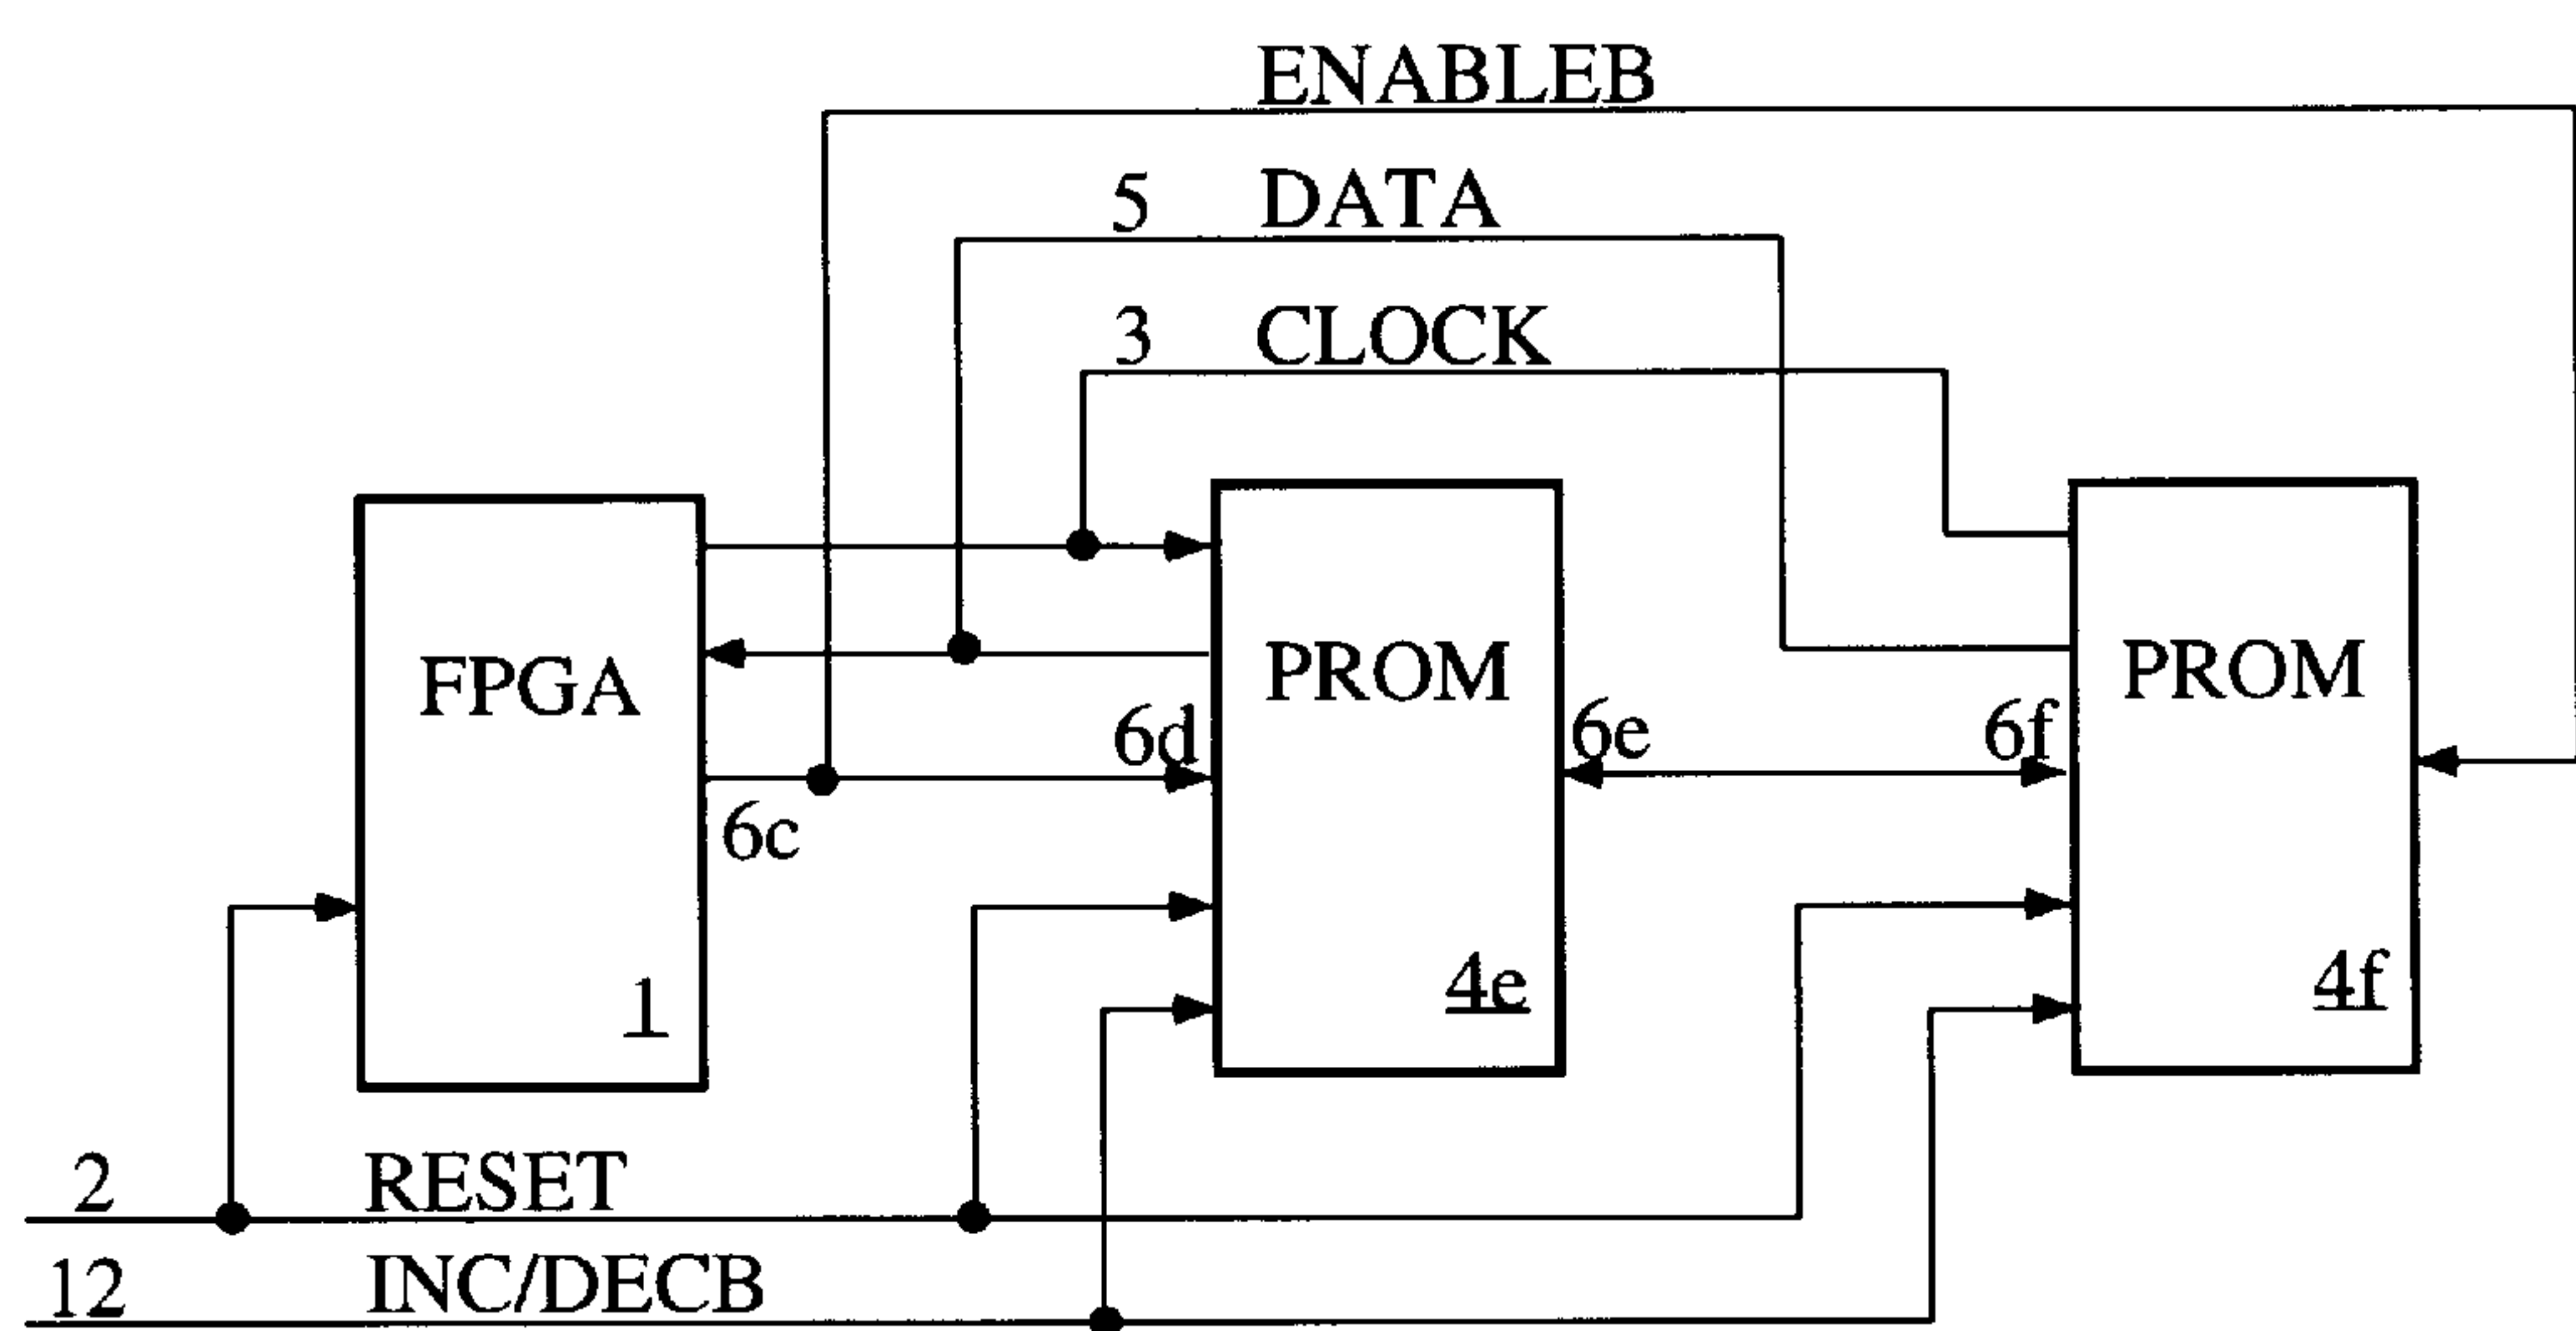 ENABLEB
5 DATA
3 CLOCK
FPGA
PROM
PROM
6d
6e
6f
6c
1
4e
4f
2 RESET
12 INC/DECB